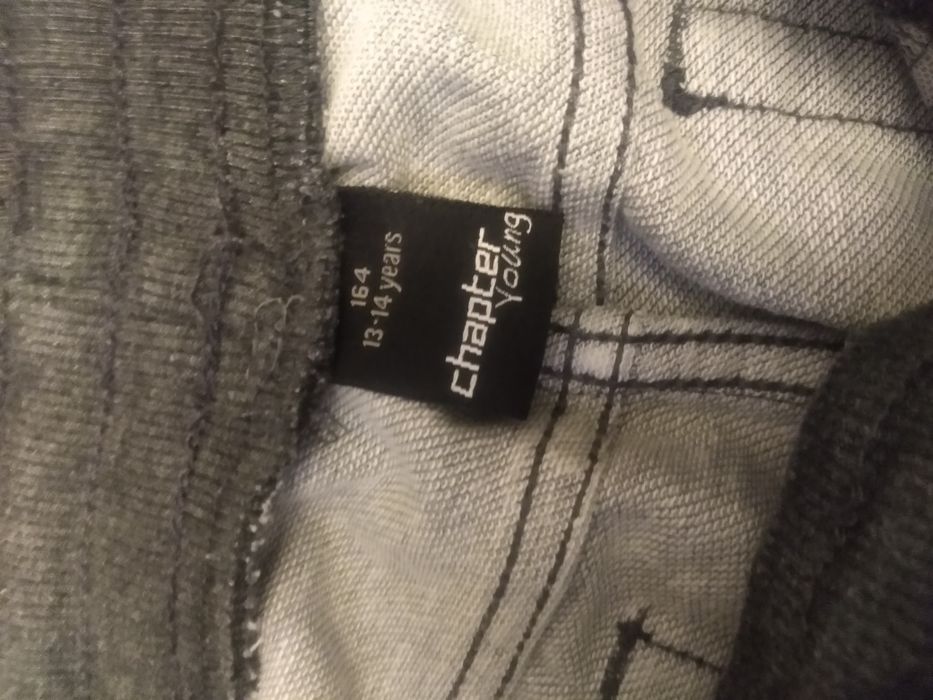 164
13-14 years
chapter
Young